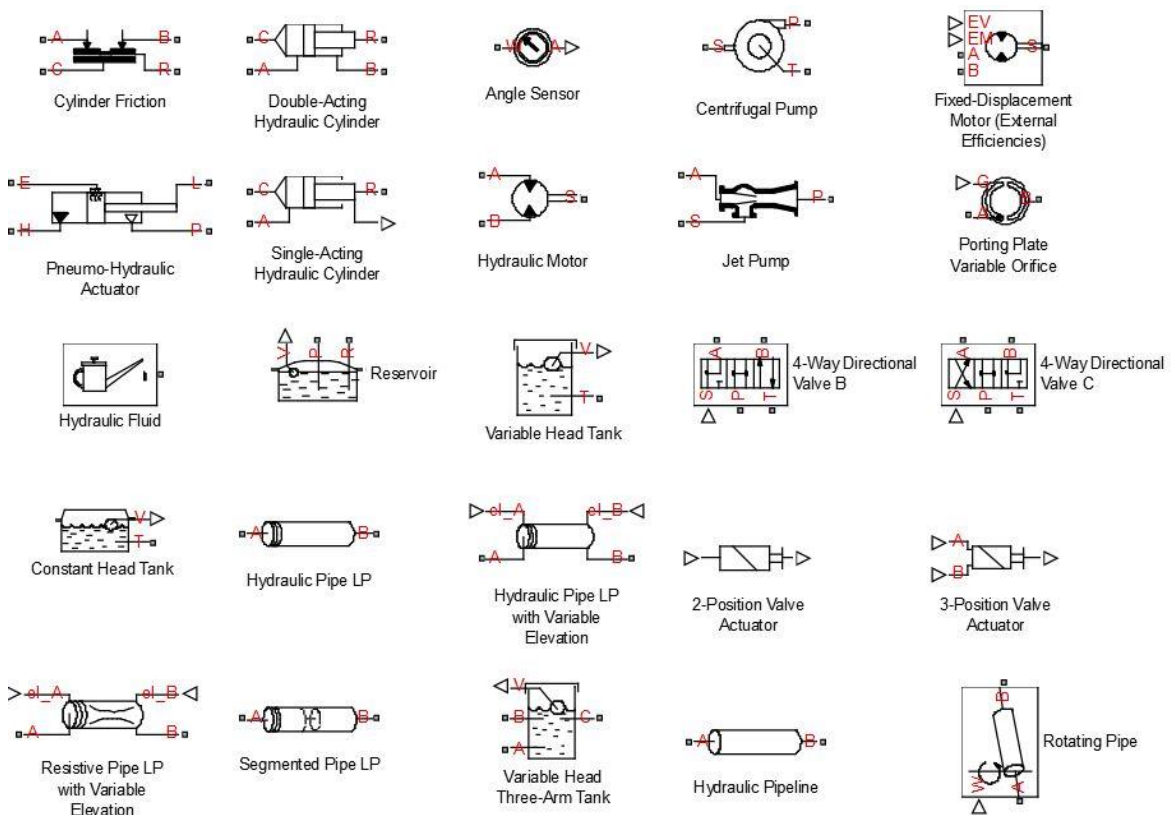 A B
C R
Cylinder Friction
C R
A B
Double-Acting
Hydraulic Cylinder
W A
Angle Sensor
P
S
T
Centrifugal Pump
EV
EM
A
B
S
Fixed-Displacement
Motor (External
Efficiencies)
E L
H P
Pneumo-Hydraulic
Actuator
C R
A
Single-Acting
Hydraulic Cylinder
A
S
B
Hydraulic Motor
A
P
S
Jet Pump
G
B
A
Porting Plate
Variable Orifice
Hydraulic Fluid
V P R
Reservoir
V
T
Variable Head Tank
A B
S P T
4-Way Directional
Valve B
A B
S P T
4-Way Directional
Valve C
V
T
Constant Head Tank
A B
Hydraulic Pipe LP
el_A el_B
A B
Hydraulic Pipe LP
with Variable
Elevation
2-Position Valve
Actuator
A
B
3-Position Valve
Actuator
el_A el_B
A B
Resistive Pipe LP
with Variable
Elevation
A B
Segmented Pipe LP
V
B C
A
Variable Head
Three-Arm Tank
A B
Hydraulic Pipeline
B
W A
Rotating Pipe